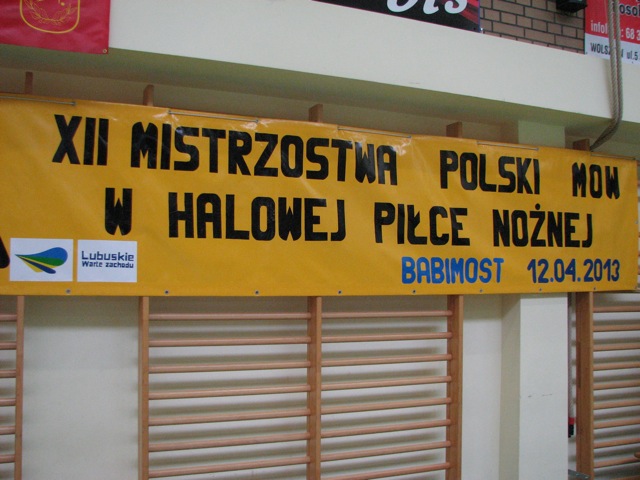 XII MISTRZOSTWA POLSKI MOW
W HALOWEJ PIŁCE NOŻNEJ
BABIMOST 12.04.2013
Lubuskie
Warte zachodu